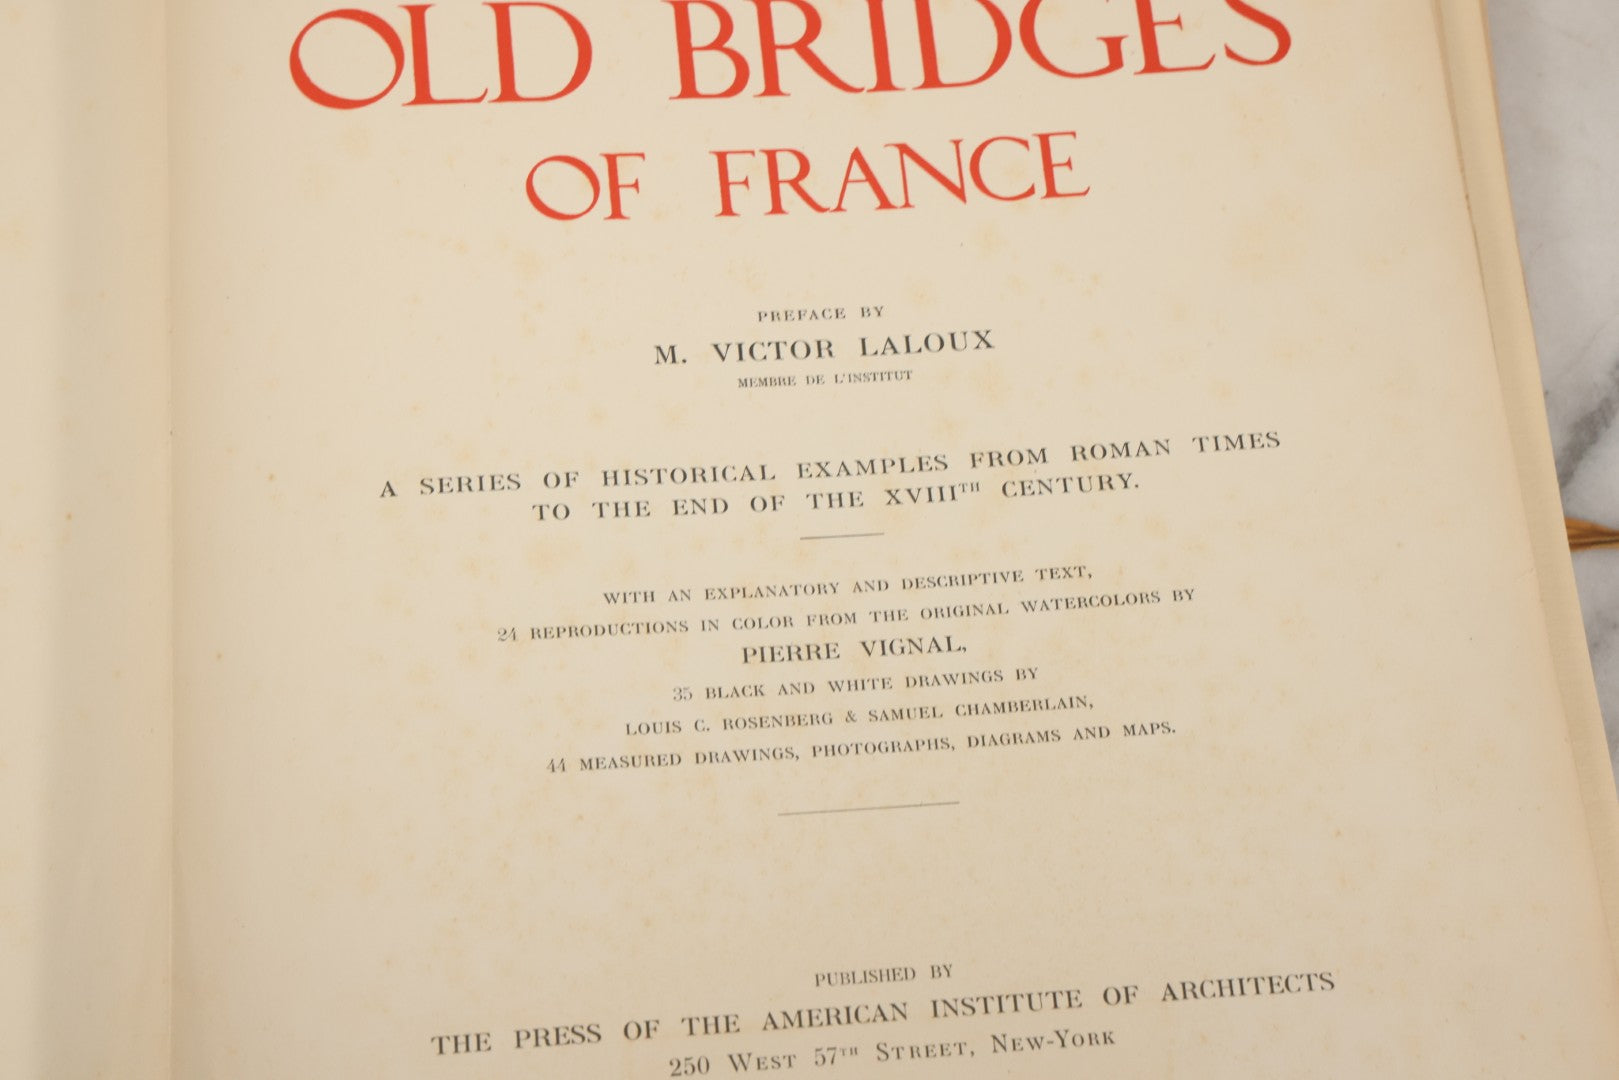 OLD BRIDGES
OF FRANCE
PREFACE BY
M. VICTOR LALOUX
MEMBRE DE L'INSTITUT
A SERIES OF HISTORICAL EXAMPLES FROM ROMAN TIMES
TO THE END OF THE XVIIITH CENTURY.
WITH AN EXPLANATORY AND DESCRIPTIVE TEXT,
24 REPRODUCTIONS IN COLOR FROM THE ORIGINAL WATERCOLORS BY
PIERRE VIGNAL,
35 BLACK AND WHITE DRAWINGS BY
LOUIS C. ROSENBERG & SAMUEL CHAMBERLAIN,
44 MEASURED DRAWINGS, PHOTOGRAPHS, DIAGRAMS AND MAPS.
PUBLISHED BY
THE PRESS OF THE AMERICAN INSTITUTE OF ARCHITECTS
250 WEST 57TH STREET, NEW-YORK